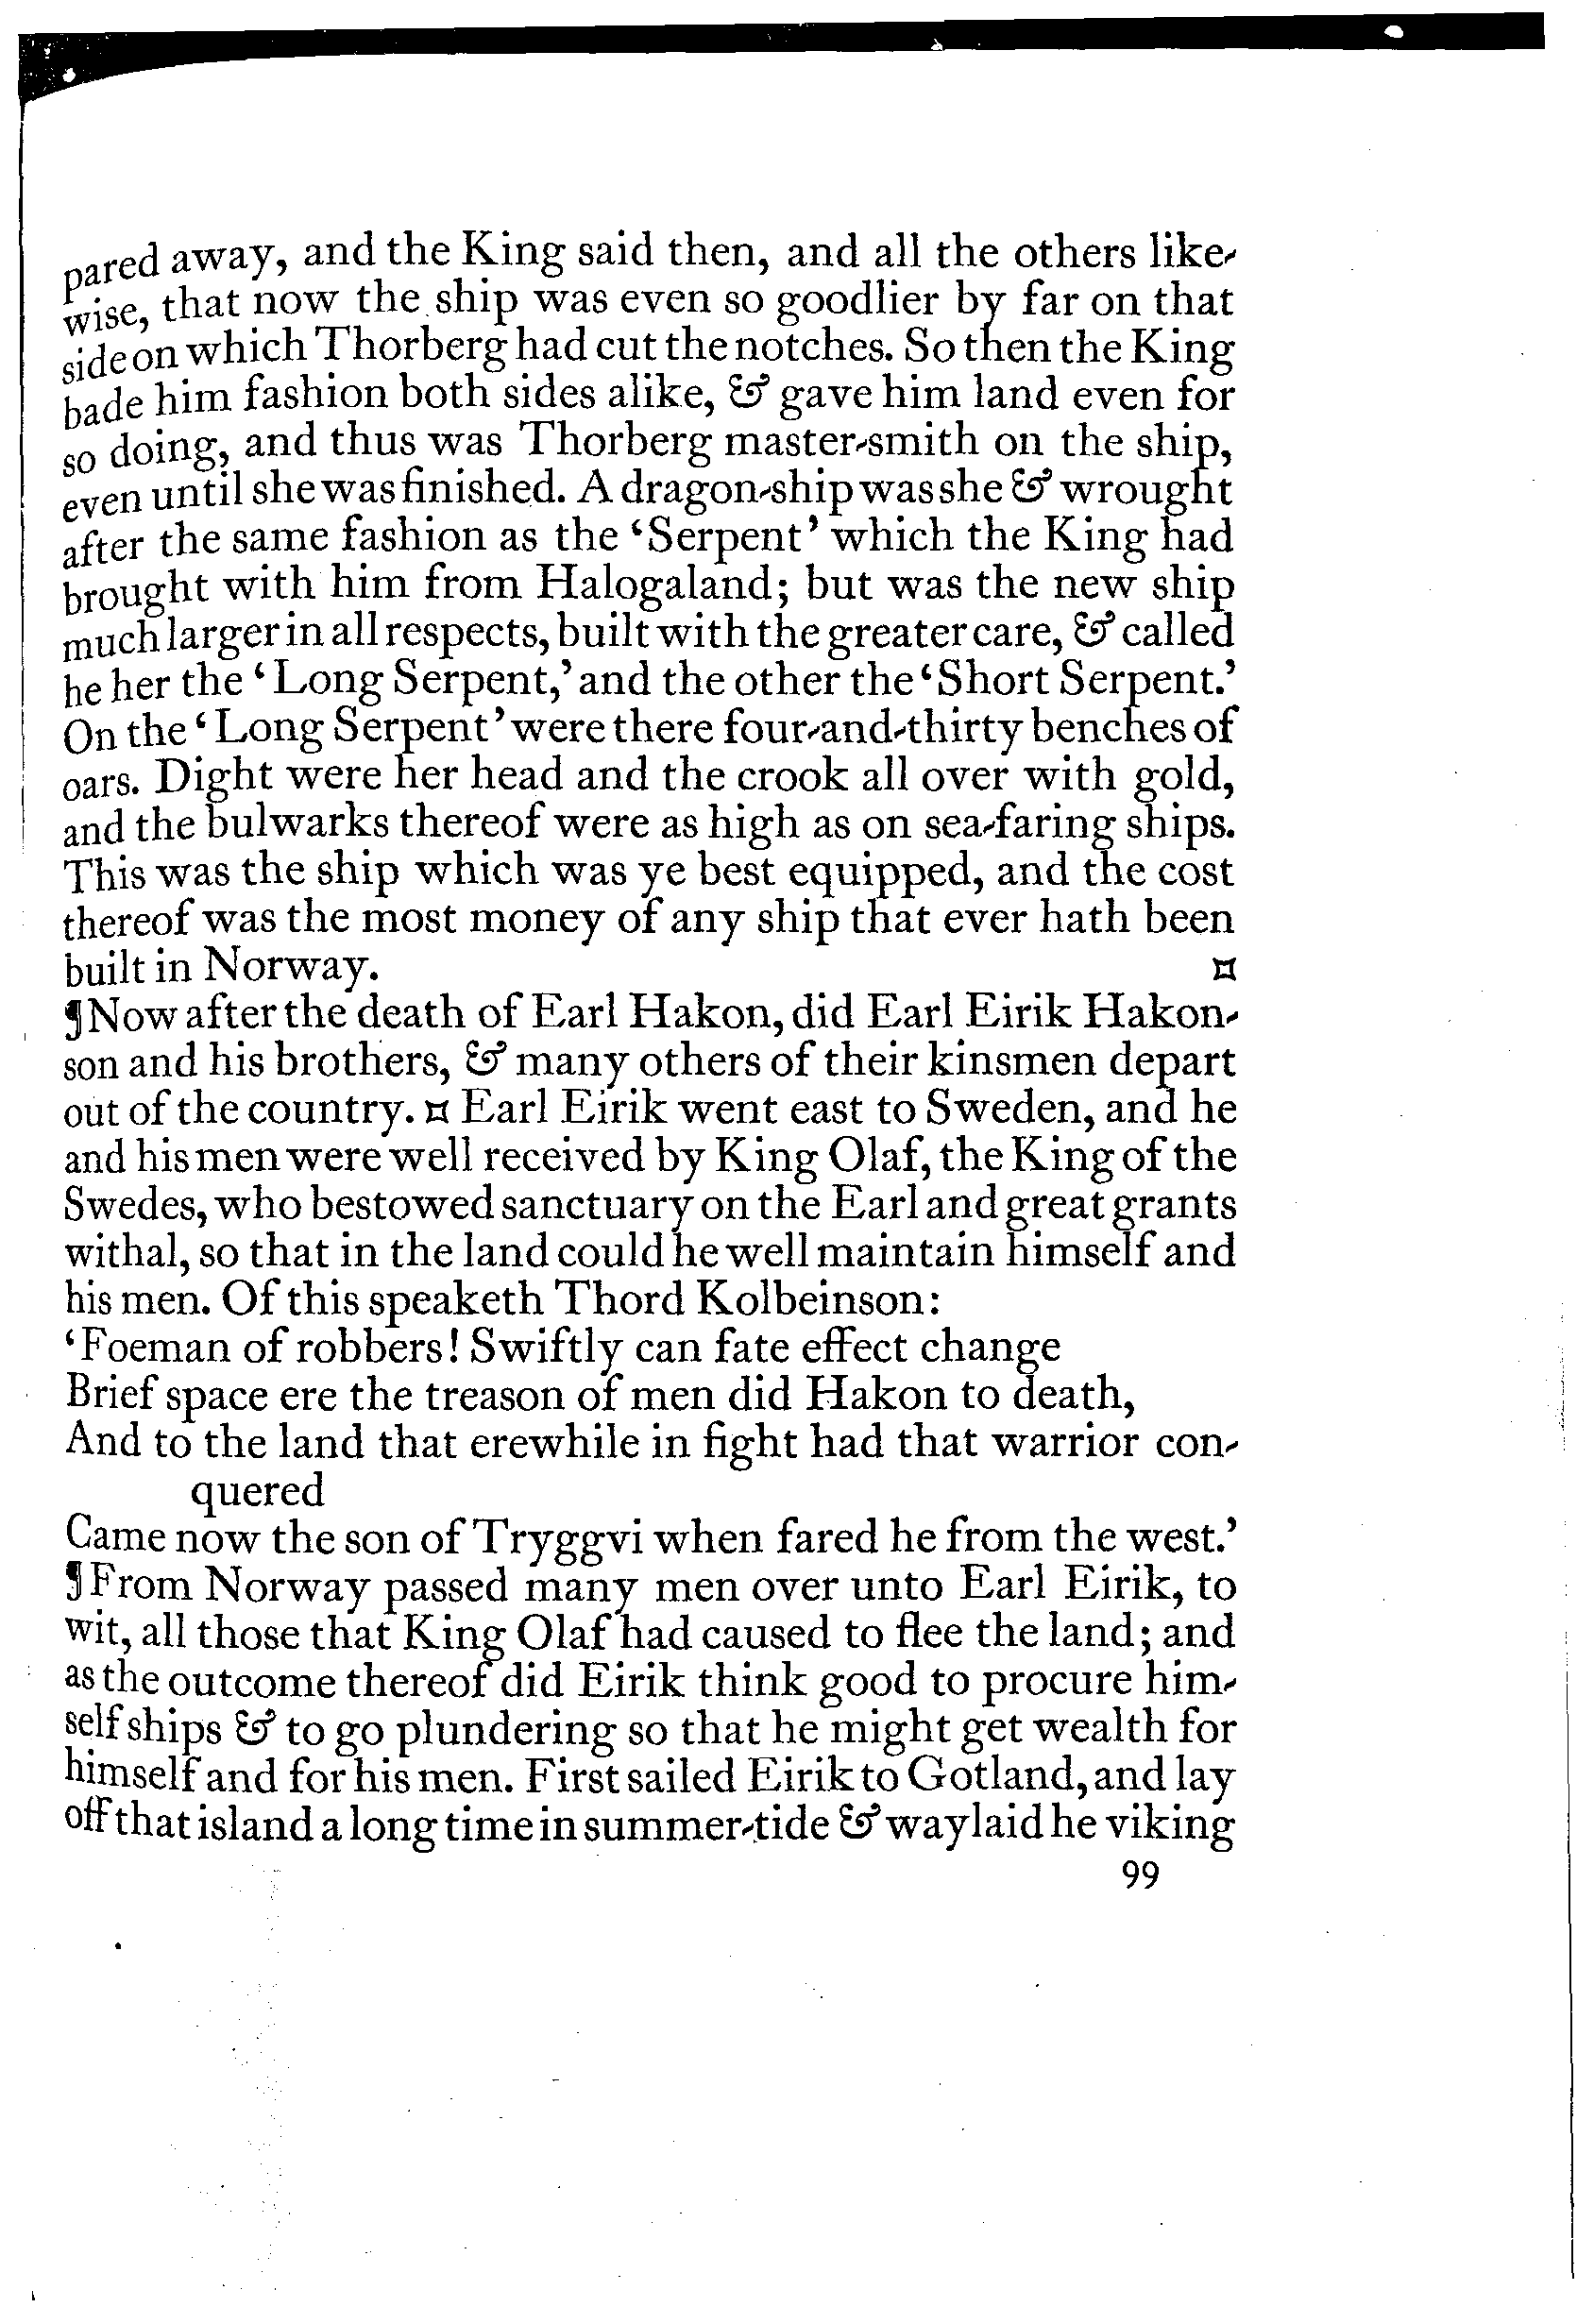 pared away, and the King said then, and all the others like-
wise, that now the ship was even so goodlier by far on that
side on which Thorberg had cut the notches. So then the King
bade him fashion both sides alike, & gave him land even for
so doing, and thus was Thorberg master-smith on the ship,
even until she was finished. A dragon-ship was she & wrought
after the same fashion as the ‘Serpent’ which the King had
brought with him from Halogaland; but was the new ship
much larger in all respects, built with the greater care, & called
he her the ‘Long Serpent,’ and the other the ‘Short Serpent.’
On the ‘Long Serpent’ were there four-and-thirty benches of
oars. Dight were her head and the crook all over with gold,
and the bulwarks thereof were as high as on sea-faring ships.
This was the ship which was ye best equipped, and the cost
thereof was the most money of any ship that ever hath been
built in Norway. ¤
¶Now after the death of Earl Hakon, did Earl Eirik Hakon-
son and his brothers, & many others of their kinsmen depart
out of the country. ¤ Earl Eirik went east to Sweden, and he
and his men were well received by King Olaf, the King of the
Swedes, who bestowed sanctuary on the Earl and great grants
withal, so that in the land could he well maintain himself and
his men. Of this speaketh Thord Kolbeinson:
‘Foeman of robbers! Swiftly can fate effect change
Brief space ere the treason of men did Hakon to death,
And to the land that erewhile in fight had that warrior con-
quered
Came now the son of Tryggvi when fared he from the west.’
¶From Norway passed many men over unto Earl Eirik, to
wit, all those that King Olaf had caused to flee the land; and
as the outcome thereof did Eirik think good to procure him-
self ships & to go plundering so that he might get wealth for
himself and for his men. First sailed Eirik to Gotland, and lay
off that island a long time in summer-tide & waylaid he viking
99